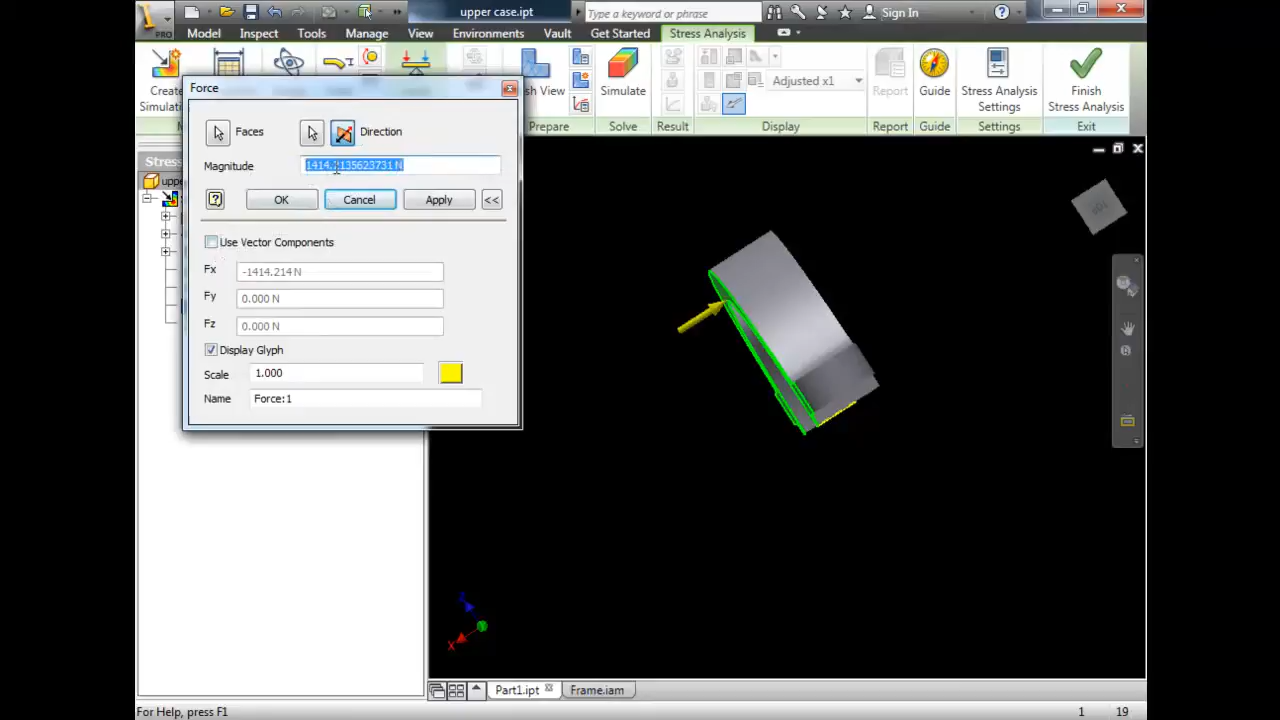 upper case.ipt
Type a keyword or phrase
Sign In
PRO
Model Inspect Tools Manage View Environments Vault Get Started Stress Analysis
Create
Simulati
sh View
Simulate
Adjusted x1
Report
Guide
Stress Analysis
Settings
Finish
Stress Analysis
M
Prepare Solve Result Display Report Guide Settings Exit
Stress
uppe
Force
Faces
Direction
Magnitude
OK Cancel Apply <<
Use Vector Components
Fx -1414.214 N
Fy 0.000 N
Fz 0.000 N
Display Glyph
Scale 1.000
Name Force:1
X
Part1.ipt Frame.iam
For Help, press F1
1 19